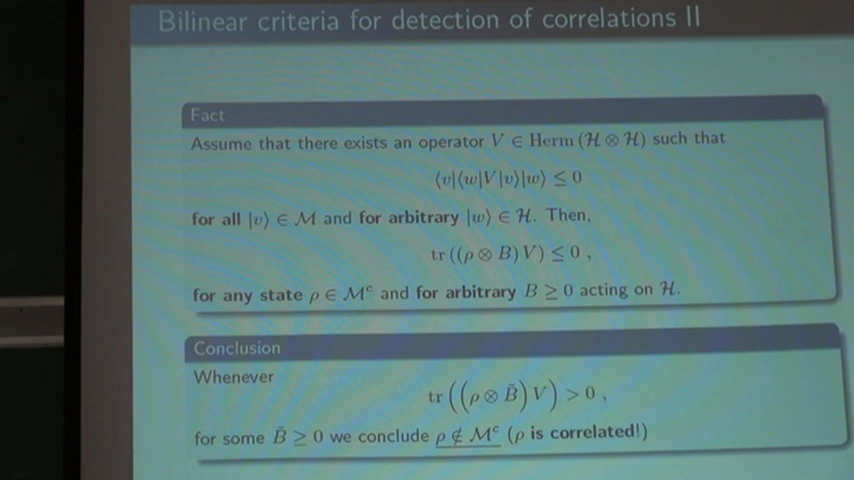 Bilinear criteria for detection of correlations II
Fact
Assume that there exists an operator V ∈ Herm (ℋ ⊗ ℋ) such that
⟨v|⟨w|V|v⟩|w⟩ ≤ 0
for all |v⟩ ∈ ℳ and for arbitrary |w⟩ ∈ ℋ. Then,
tr ((ρ ⊗ B) V) ≤ 0 ,
for any state ρ ∈ ℳᶜ and for arbitrary B ≥ 0 acting on ℋ.
Conclusion
Whenever
tr ((ρ ⊗ B̃) V) > 0 ,
for some B̃ ≥ 0 we conclude ρ ∉ ℳᶜ (ρ is correlated!)